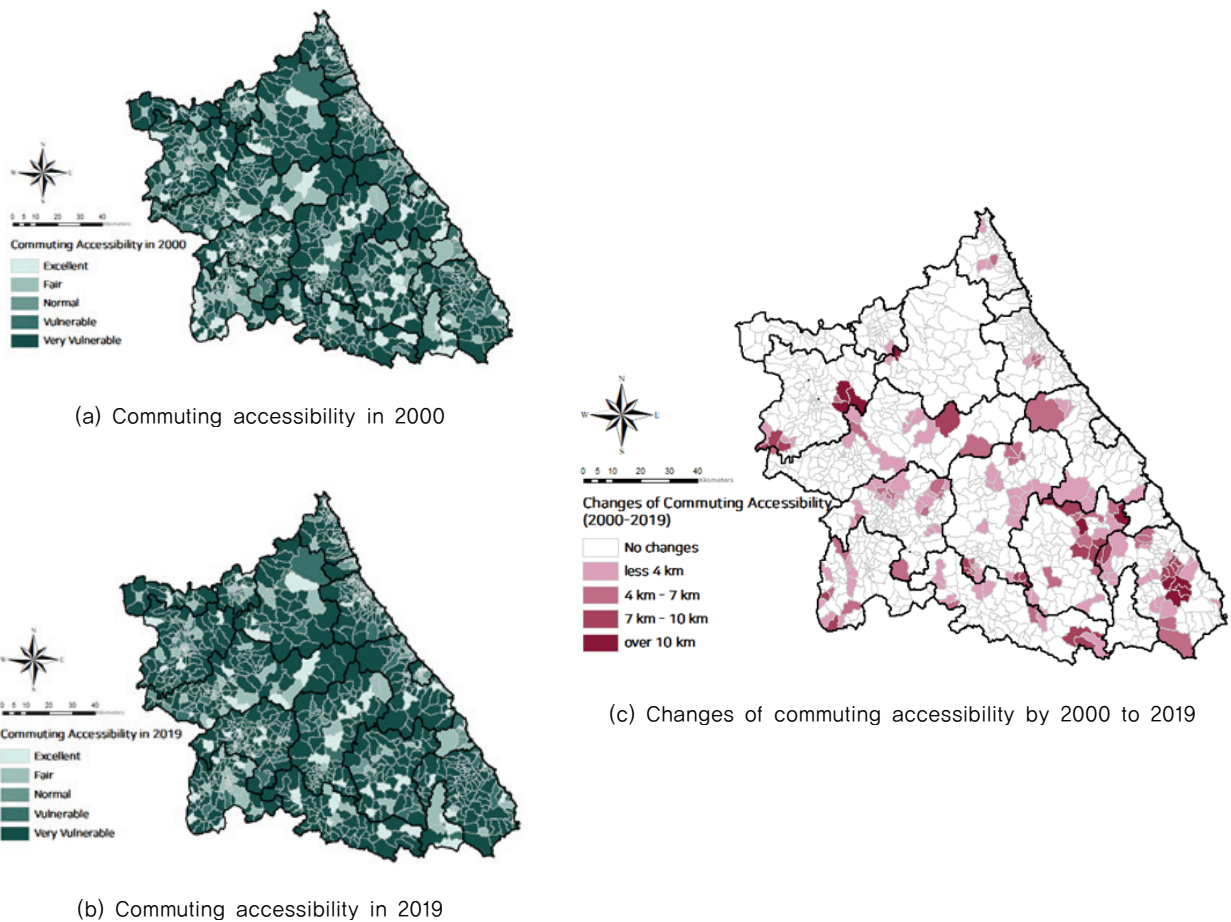 N
W E
S
0 5 10 20 30 40
Kilometers
Commuting Accessibility in 2000
Excellent
Fair
Normal
Vulnerable
Very Vulnerable
(a) Commuting accessibility in 2000
N
W E
S
0 5 10 20 30 40
Kilometers
Commuting Accessibility in 2019
Excellent
Fair
Normal
Vulnerable
Very Vulnerable
(b) Commuting accessibility in 2019
N
W E
S
0 5 10 20 30 40
Kilometers
Changes of Commuting Accessibility
(2000-2019)
No changes
less 4 km
4 km - 7 km
7 km - 10 km
over 10 km
(c) Changes of commuting accessibility by 2000 to 2019